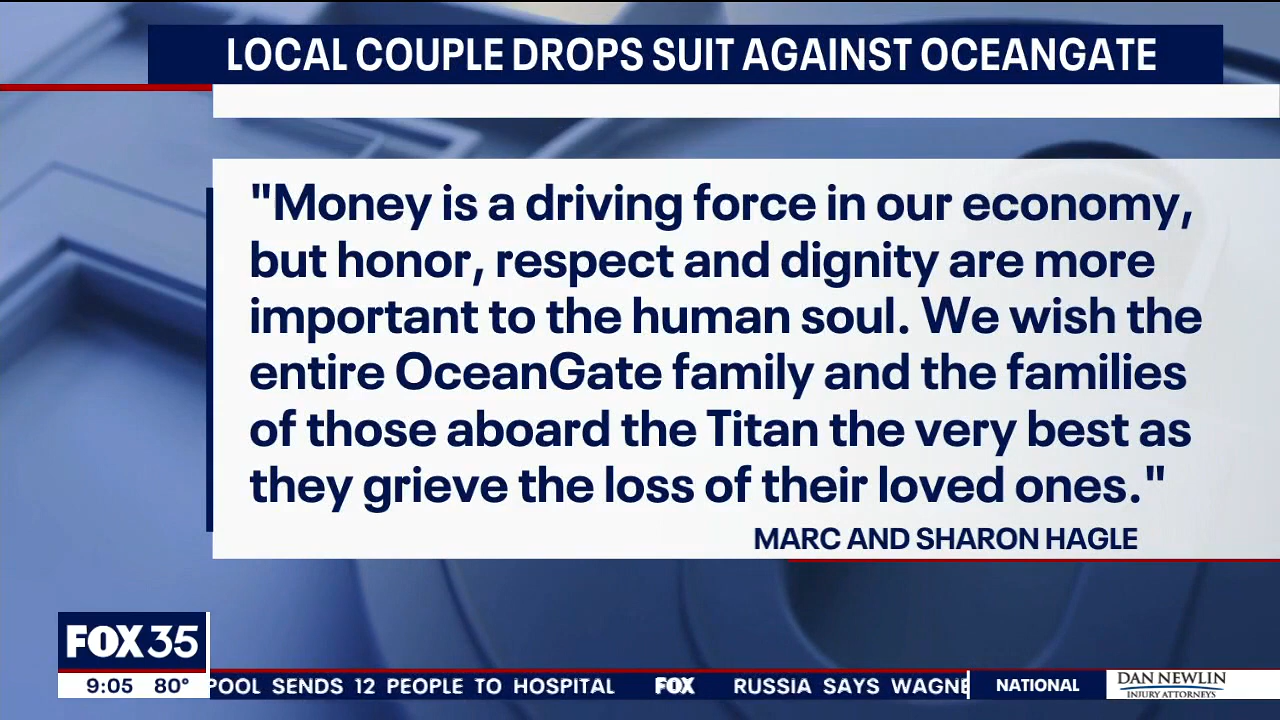 LOCAL COUPLE DROPS SUIT AGAINST OCEANGATE
"Money is a driving force in our economy,
but honor, respect and dignity are more
important to the human soul. We wish the
entire OceanGate family and the families
of those aboard the Titan the very best as
they grieve the loss of their loved ones."
MARC AND SHARON HAGLE
FOX 35
9:05 80°
POOL SENDS 12 PEOPLE TO HOSPITAL FOX RUSSIA SAYS WAGNE
NATIONAL
DAN NEWLIN
INJURY ATTORNEYS